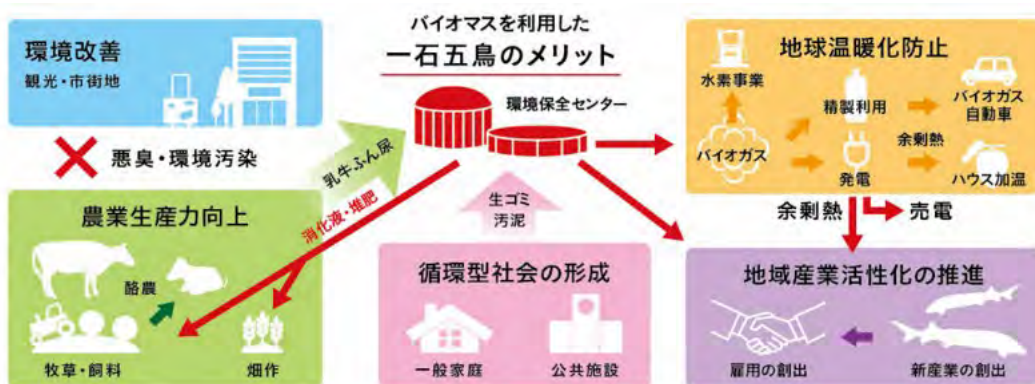 バイオマスを利用した
一石五鳥のメリット
環境改善
観光・市街地
悪臭・環境汚染
農業生産力向上
酪農
牧草・飼料
畑作
乳牛ふん尿
消化液・堆肥
環境保全センター
生ゴミ
汚泥
循環型社会の形成
一般家庭
公共施設
地球温暖化防止
水素事業
バイオガス
精製利用
発電
余剰熱
バイオガス
自動車
ハウス加温
余剰熱
売電
地域産業活性化の推進
雇用の創出
新産業の創出